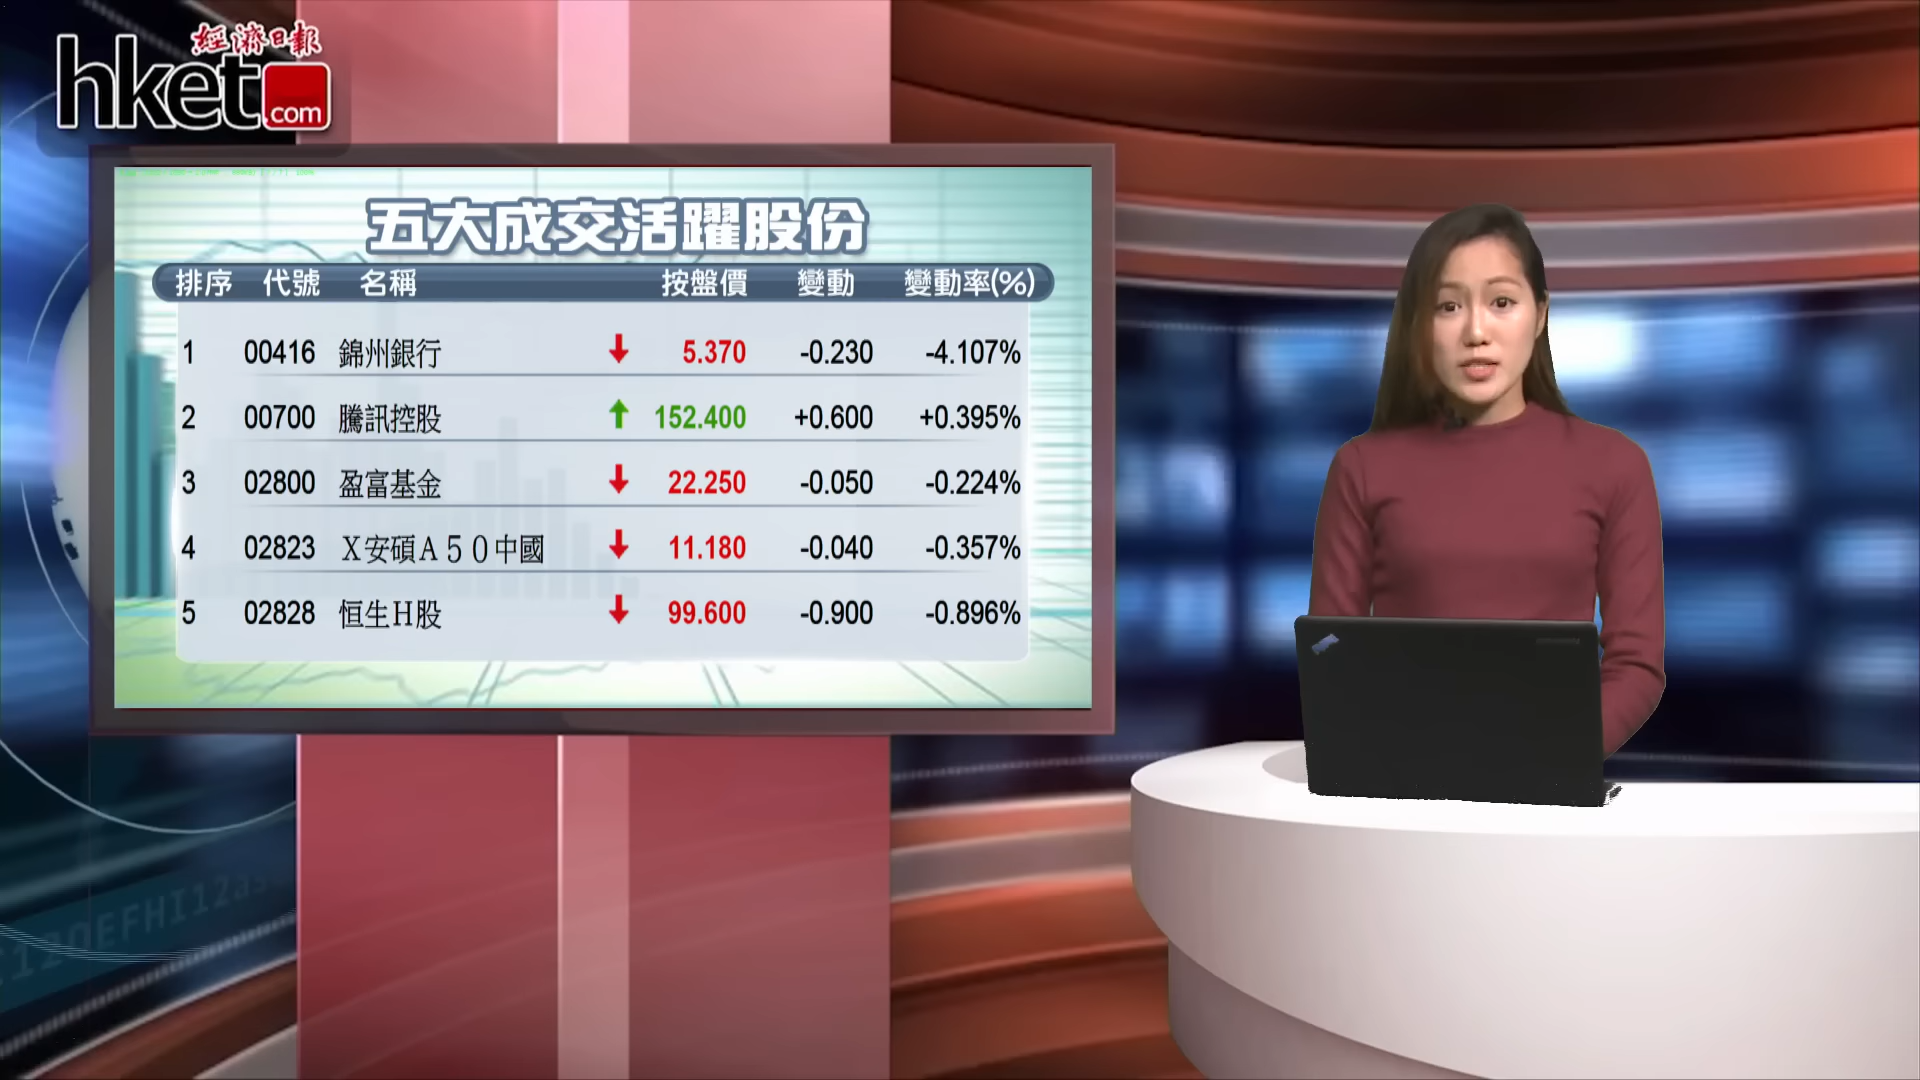 經濟日報
hket.com
五大成交活躍股份
排序 代號 名稱 按盤價 變動 變動率(%)
1 00416 錦州銀行 5.370 -0.230 -4.107%
2 00700 騰訊控股 152.400 +0.600 +0.395%
3 02800 盈富基金 22.250 -0.050 -0.224%
4 02823 X安碩A50中國 11.180 -0.040 -0.357%
5 02828 恒生H股 99.600 -0.900 -0.896%